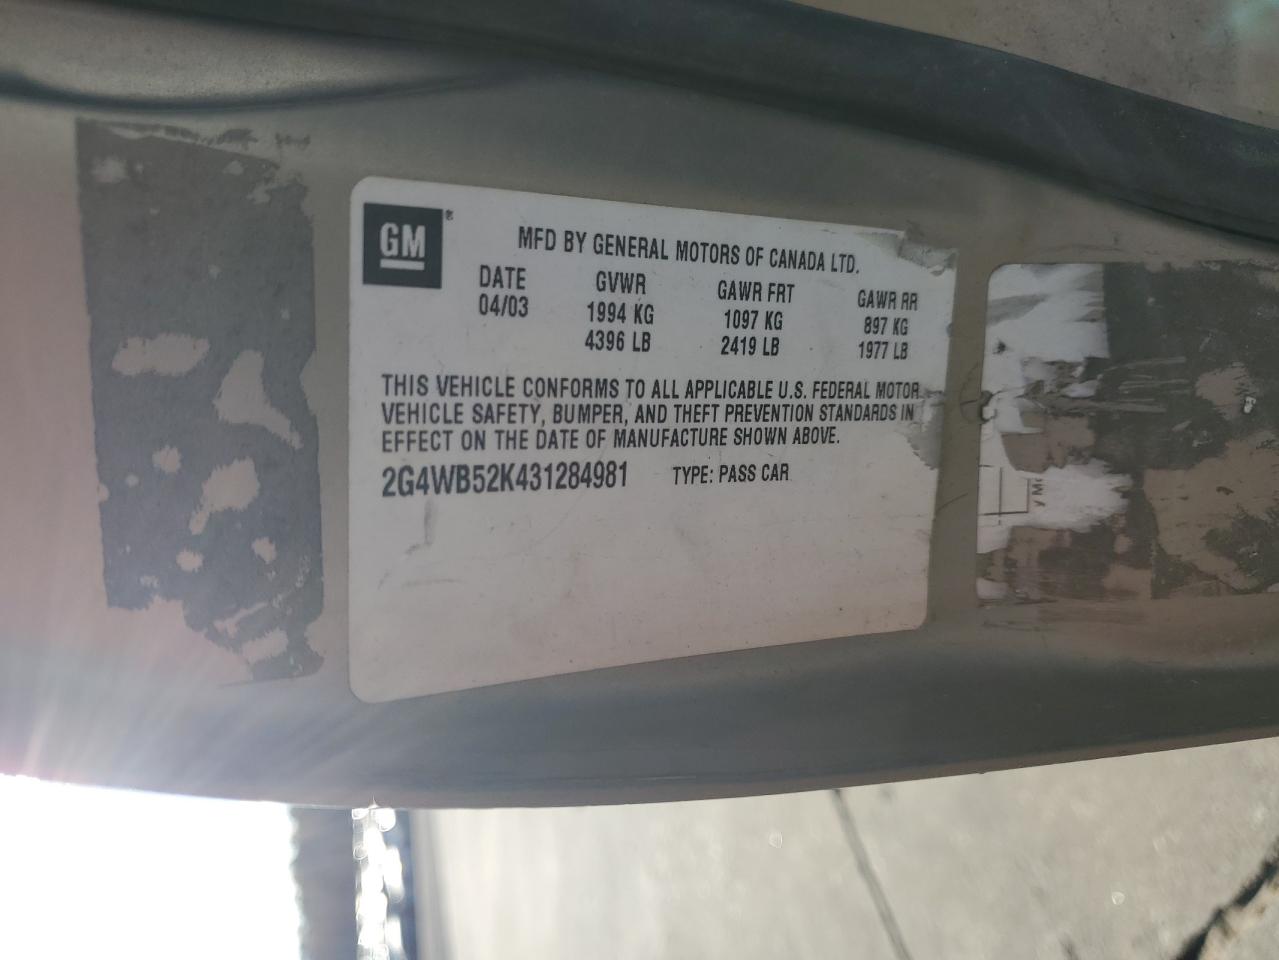 GM ®
MFD BY GENERAL MOTORS OF CANADA LTD.
DATE GVWR GAWR FRT GAWR RR
04/03 1994 KG 1097 KG 897 KG
4396 LB 2419 LB 1977 LB
THIS VEHICLE CONFORMS TO ALL APPLICABLE U.S. FEDERAL MOTOR
VEHICLE SAFETY, BUMPER, AND THEFT PREVENTION STANDARDS IN
EFFECT ON THE DATE OF MANUFACTURE SHOWN ABOVE.
2G4WB52K431284981 TYPE: PASS CAR